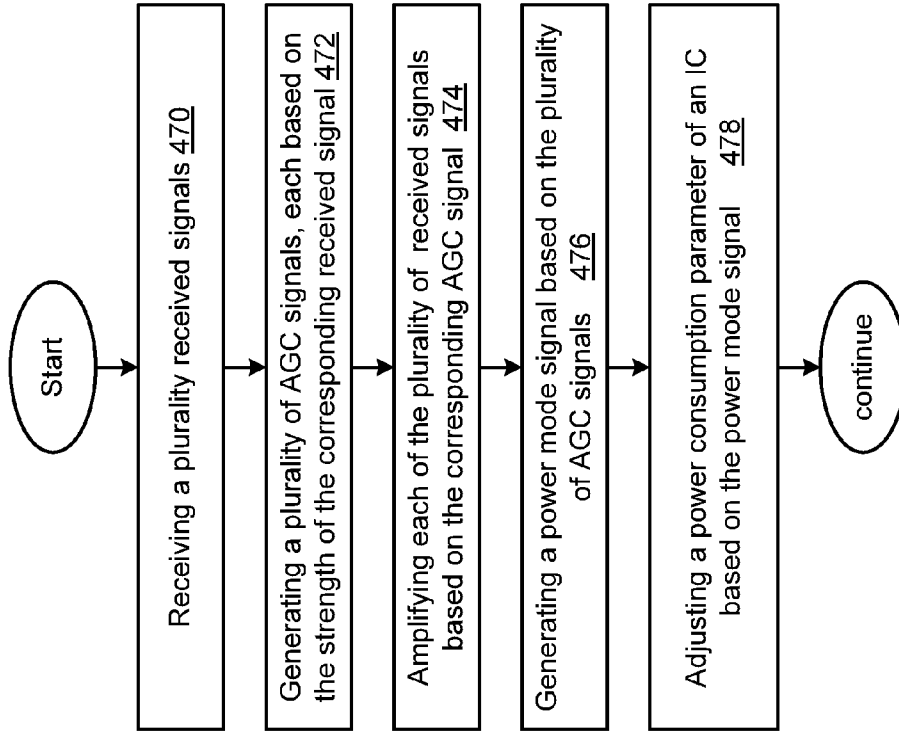 Start
Receiving a plurality received signals 470
Generating a plurality of AGC signals, each based on
the strength of the corresponding received signal 472
Amplifying each of the plurality of received signals
based on the corresponding AGC signal 474
Generating a power mode signal based on the plurality
of AGC signals 476
Adjusting a power consumption parameter of an IC
based on the power mode signal 478
continue